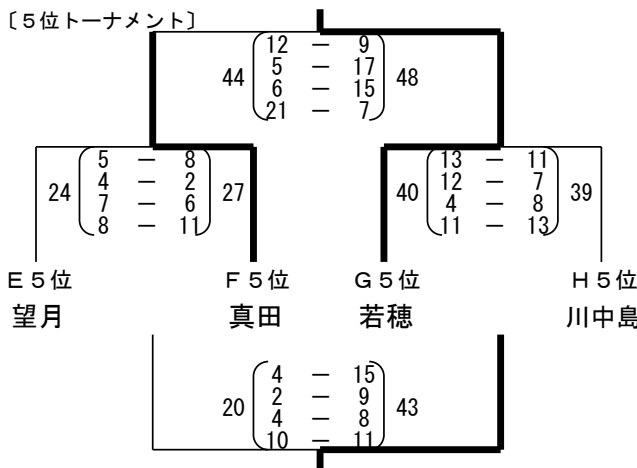 〔５位トーナメント〕
12 － 9
5 － 17
44 48
6 － 15
21 － 7
5 － 8 13 － 11
4 － 2 12 － 7
24 27 40 39
7 － 6 4 － 8
8 － 11 11 － 13
Ｅ５位 Ｆ５位 Ｇ５位 Ｈ５位
望月 真田 若穂 川中島
4 － 15
2 － 9
20 43
4 － 8
10 － 11